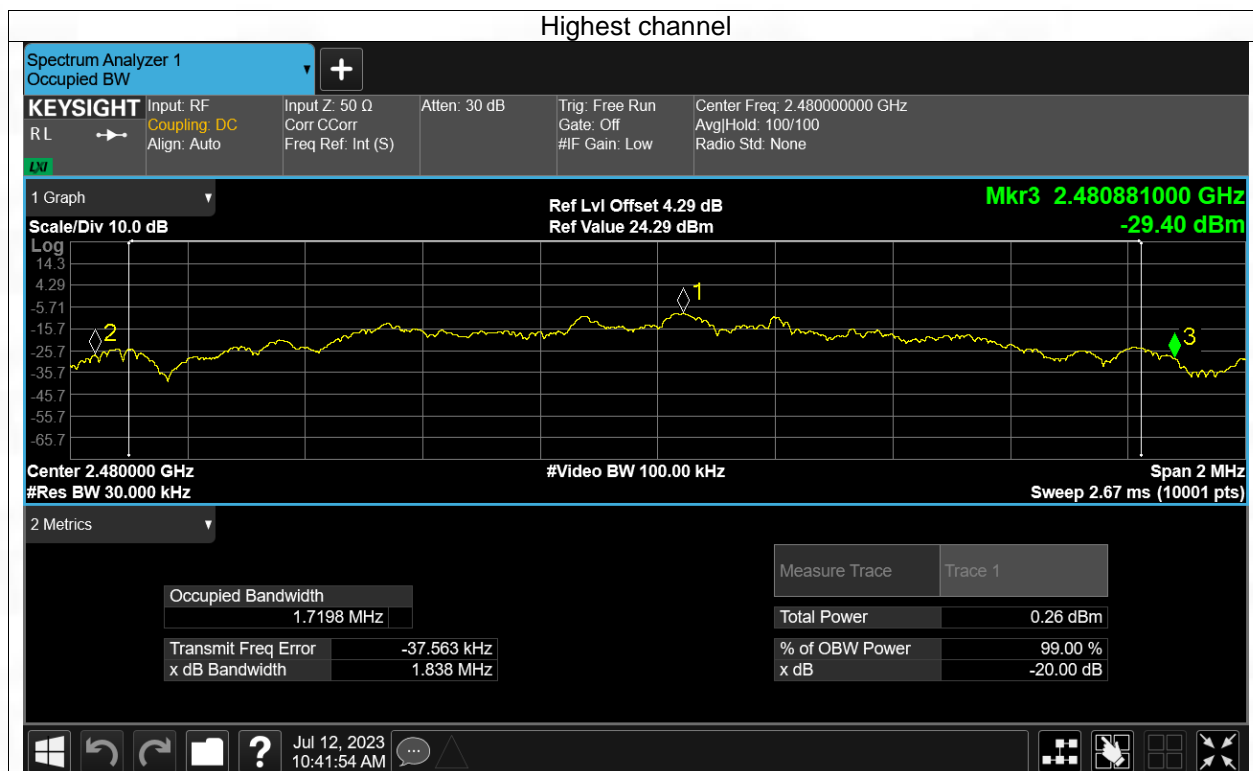 Highest channel
Spectrum Analyzer 1
Occupied BW
KEYSIGHT
R L
LXI
Input: RF
Coupling: DC
Align: Auto
Input Z: 50 Ω
Corr CCorr
Freq Ref: Int (S)
Atten: 30 dB
Trig: Free Run
Gate: Off
#IF Gain: Low
Center Freq: 2.480000000 GHz
Avg|Hold: 100/100
Radio Std: None
1 Graph
Scale/Div 10.0 dB
Ref Lvl Offset 4.29 dB
Ref Value 24.29 dBm
Mkr3 2.480881000 GHz
-29.40 dBm
Log
14.3
4.29
-5.71
-15.7
-25.7
-35.7
-45.7
-55.7
-65.7
1
2
3
Center 2.480000 GHz
#Res BW 30.000 kHz
#Video BW 100.00 kHz
Span 2 MHz
Sweep 2.67 ms (10001 pts)
2 Metrics
Occupied Bandwidth
1.7198 MHz
Transmit Freq Error -37.563 kHz
x dB Bandwidth 1.838 MHz
Measure Trace Trace 1
Total Power 0.26 dBm
% of OBW Power 99.00 %
x dB -20.00 dB
Jul 12, 2023
10:41:54 AM